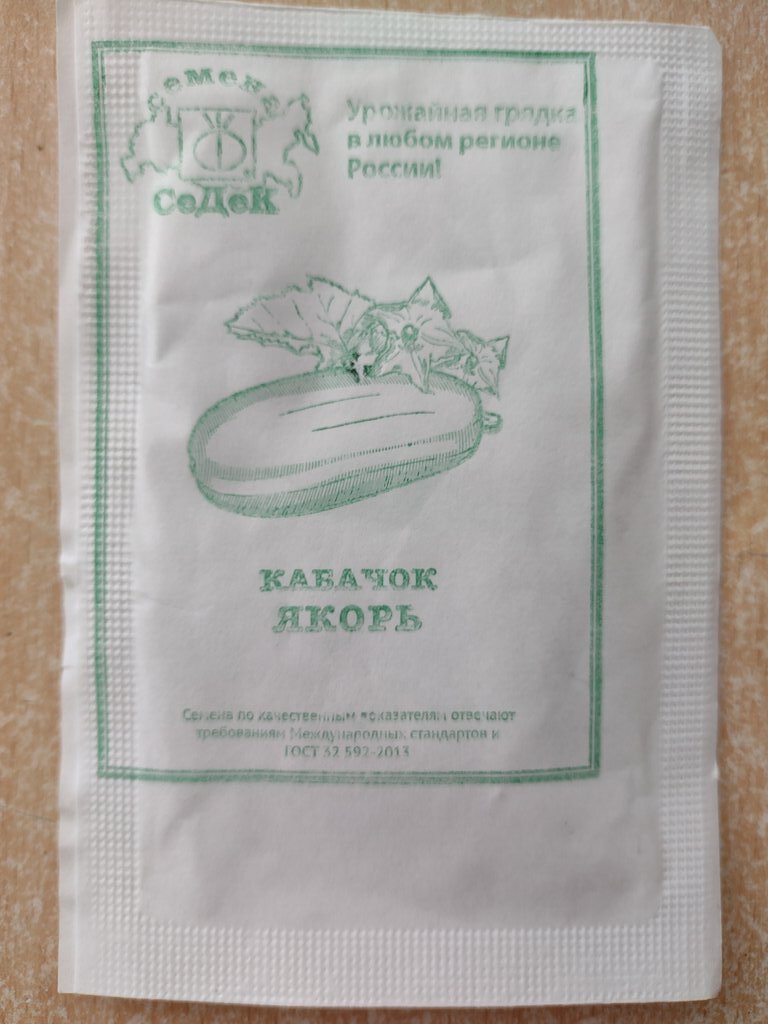 Семена
СеДеК
Урожайная грядка
в любом регионе
России!
КАБАЧОК
ЯКОРЬ
Семена по качественным показателям отвечают
требованиям Международных стандартов и
ГОСТ 32 592-2013